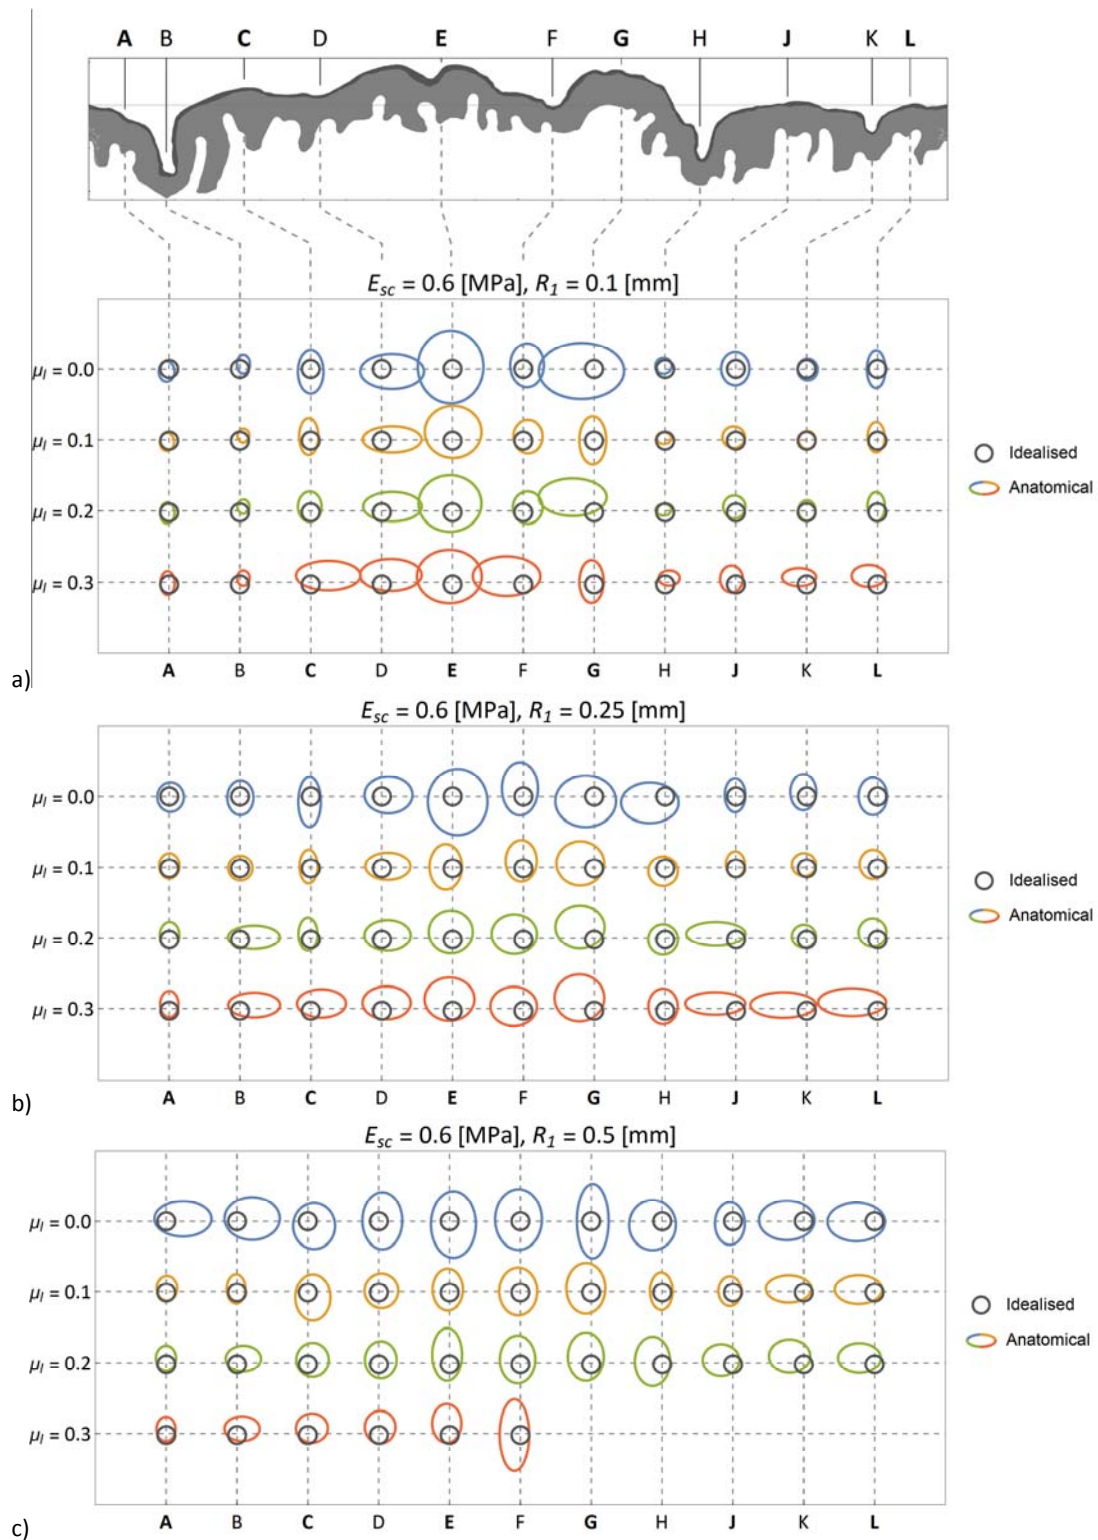 A B C D E F G H J K L
E_sc = 0.6 [MPa], R_1 = 0.1 [mm]
μ_l = 0.0
μ_l = 0.1
μ_l = 0.2
μ_l = 0.3
Idealised
Anatomical
A B C D E F G H J K L
a)
E_sc = 0.6 [MPa], R_1 = 0.25 [mm]
μ_l = 0.0
μ_l = 0.1
μ_l = 0.2
μ_l = 0.3
Idealised
Anatomical
A B C D E F G H J K L
b)
E_sc = 0.6 [MPa], R_1 = 0.5 [mm]
μ_l = 0.0
μ_l = 0.1
μ_l = 0.2
μ_l = 0.3
Idealised
Anatomical
A B C D E F G H J K L
c)